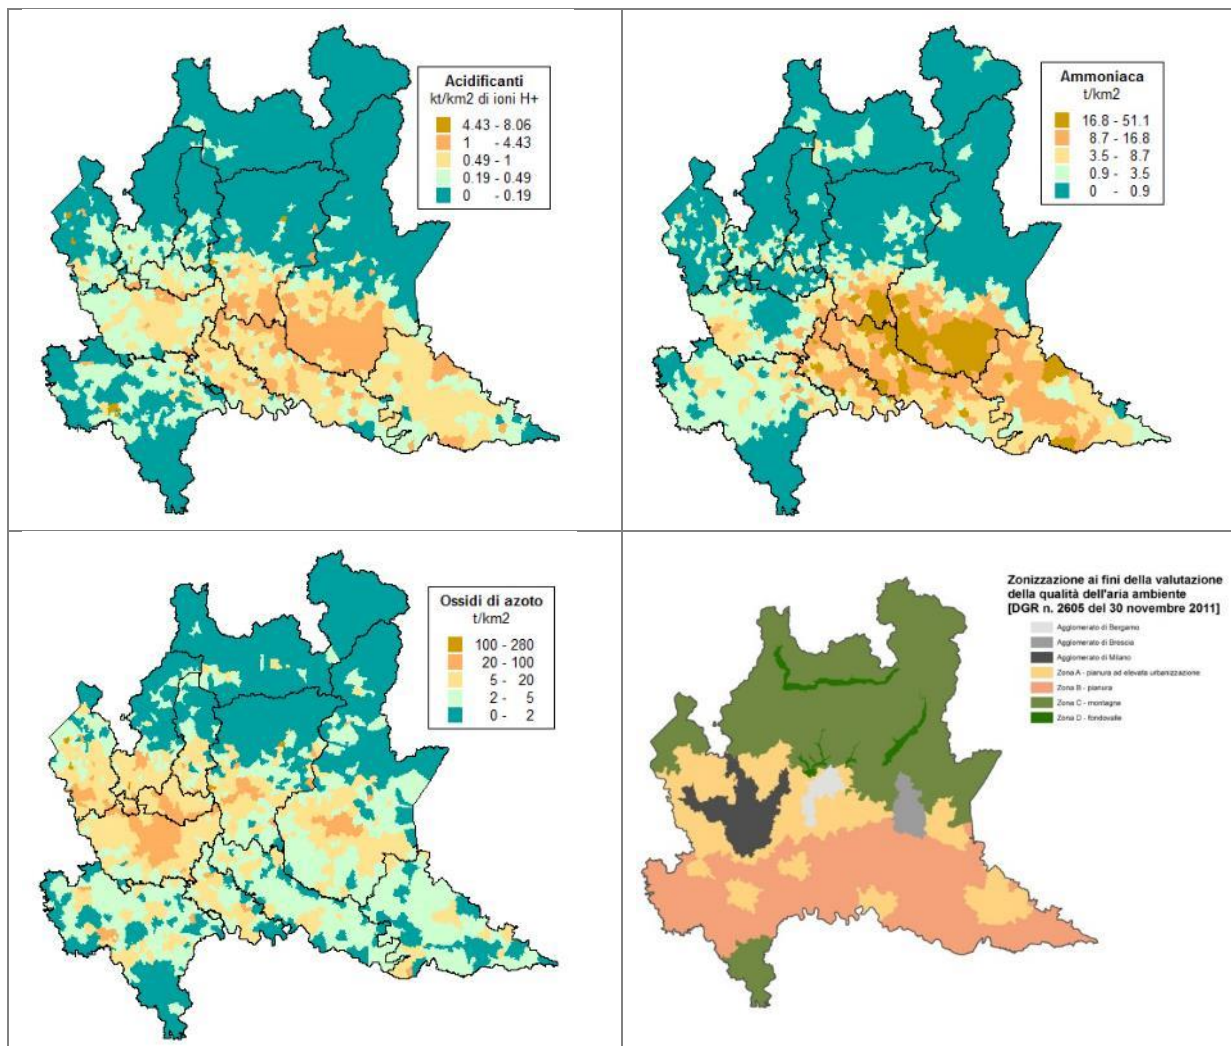 Acidificanti
kt/km2 di ioni H+
4.43 - 8.06
1 - 4.43
0.49 - 1
0.19 - 0.49
0 - 0.19
Ammoniaca
t/km2
16.8 - 51.1
8.7 - 16.8
3.5 - 8.7
0.9 - 3.5
0 - 0.9
Ossidi di azoto
t/km2
100 - 280
20 - 100
5 - 20
2 - 5
0 - 2
Zonizzazione ai fini della valutazione
della qualità dell'aria ambiente
[DGR n. 2605 del 30 novembre 2011]
Agglomerato di Bergamo
Agglomerato di Brescia
Agglomerato di Milano
Zona A - pianura ad elevata urbanizzazione
Zona B - pianura
Zona C - montagna
Zona D - fondovalle